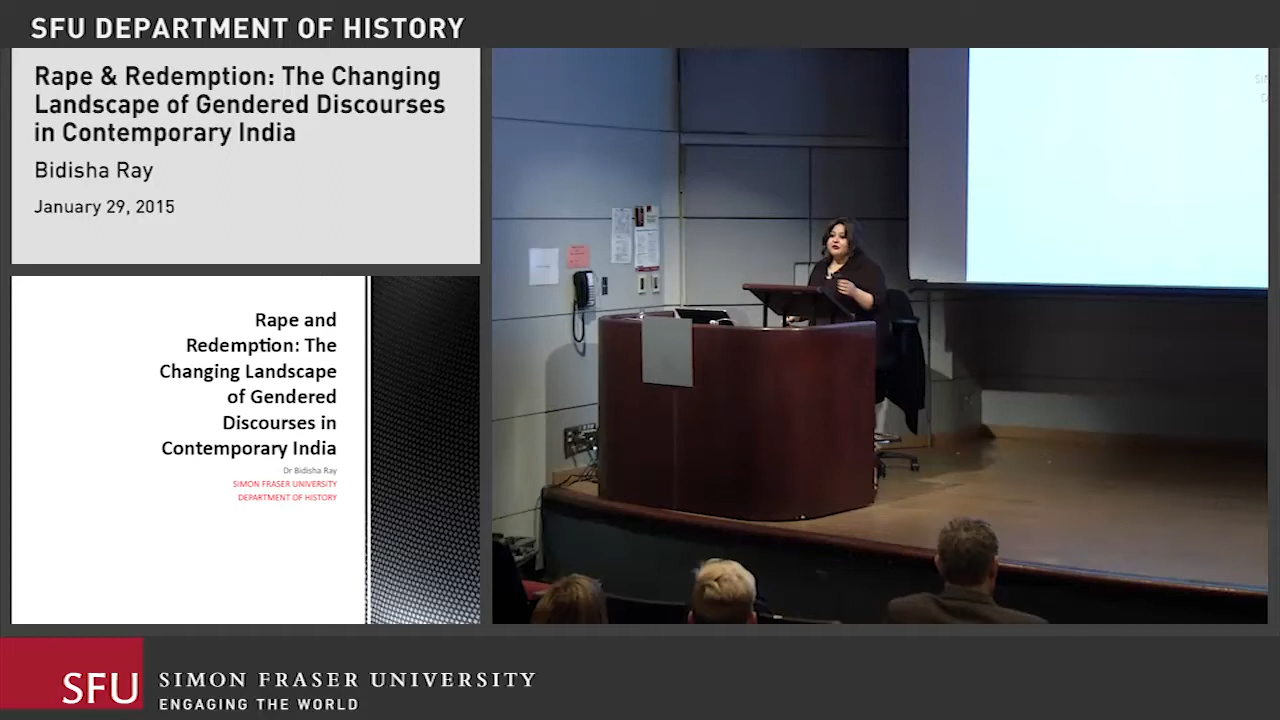 SFU DEPARTMENT OF HISTORY
Rape & Redemption: The Changing
Landscape of Gendered Discourses
in Contemporary India
Bidisha Ray
January 29, 2015
Rape and
Redemption: The
Changing Landscape
of Gendered
Discourses in
Contemporary India
Dr Bidisha Ray
SIMON FRASER UNIVERSITY
DEPARTMENT OF HISTORY
SFU
SIMON FRASER UNIVERSITY
ENGAGING THE WORLD